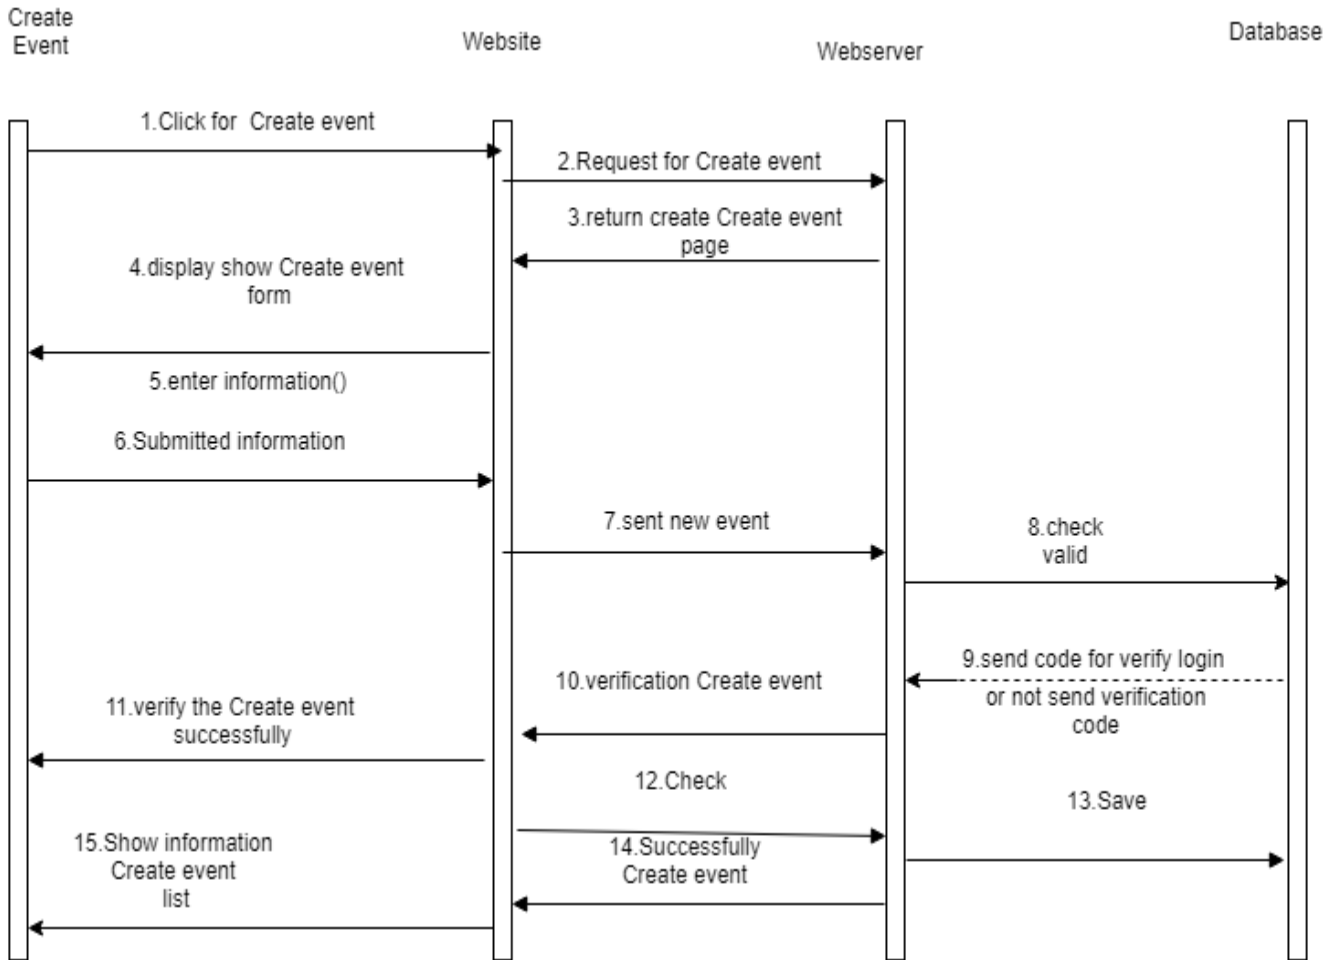 Create
Event
Website
Webserver
Database
1.Click for Create event
2.Request for Create event
3.return create Create event
page
4.display show Create event
form
5.enter information()
6.Submitted information
7.sent new event
8.check
valid
9.send code for verify login
or not send verification
code
10.verification Create event
11.verify the Create event
successfully
12.Check
13.Save
14.Successfully
Create event
15.Show information
Create event
list